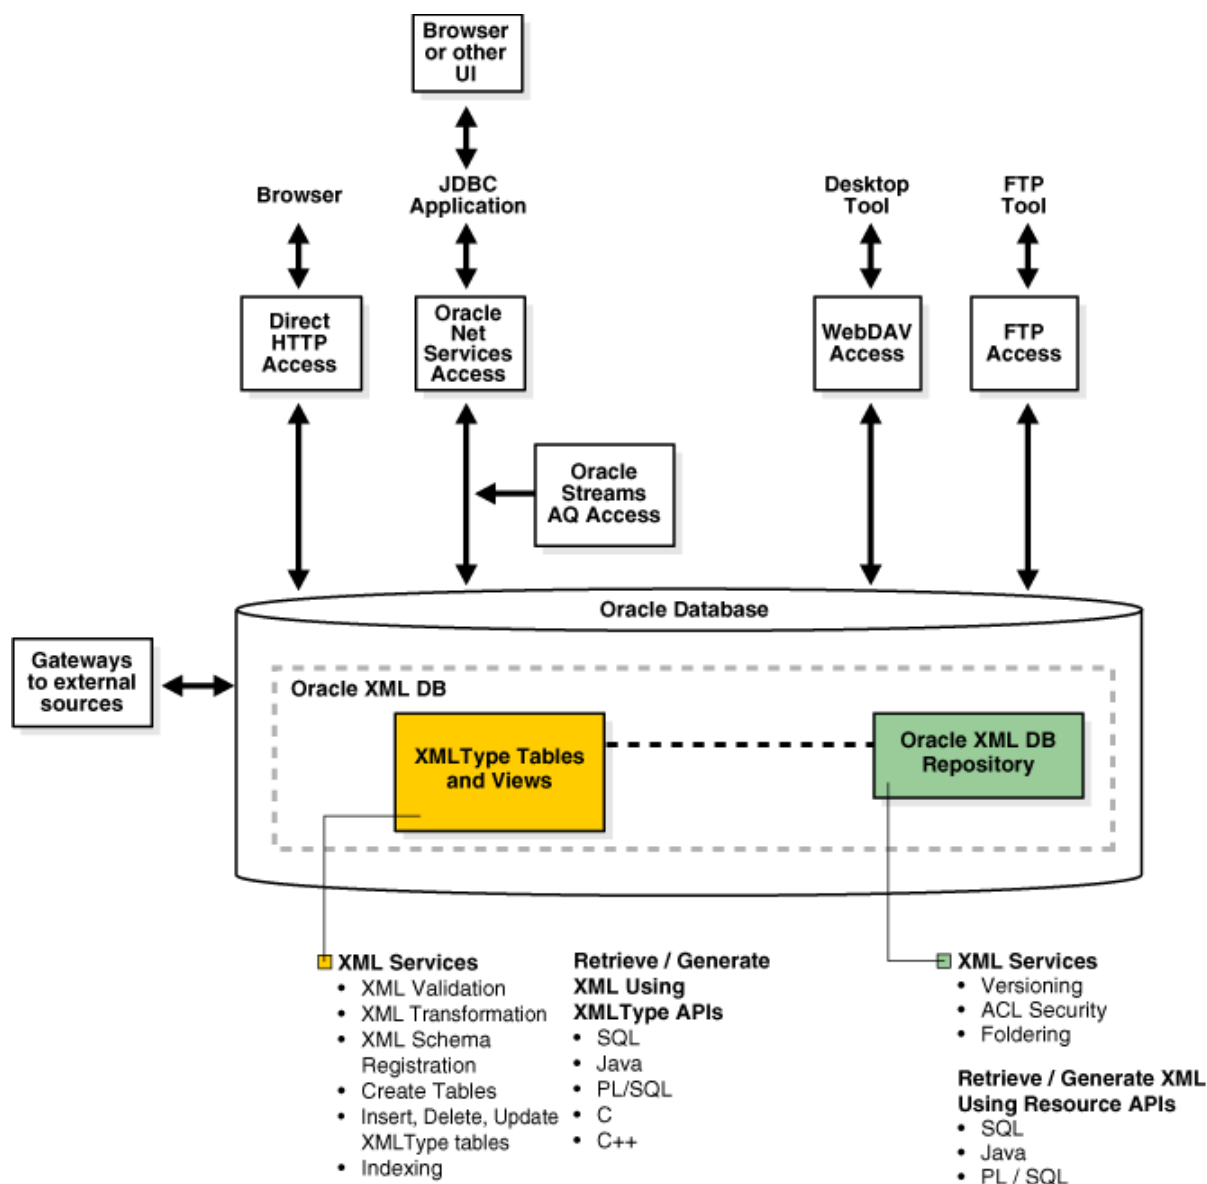 Browser
or other
UI
Browser
JDBC
Application
Desktop
Tool
FTP
Tool
Direct
HTTP
Access
Oracle
Net
Services
Access
WebDAV
Access
FTP
Access
Oracle
Streams
AQ Access
Oracle Database
Gateways
to external
sources
Oracle XML DB
XMLType Tables
and Views
Oracle XML DB
Repository
XML Services
• XML Validation
• XML Transformation
• XML Schema
Registration
• Create Tables
• Insert, Delete, Update
XMLType tables
• Indexing
Retrieve / Generate
XML Using
XMLType APIs
• SQL
• Java
• PL/SQL
• C
• C++
XML Services
• Versioning
• ACL Security
• Foldering
Retrieve / Generate XML
Using Resource APIs
• SQL
• Java
• PL / SQL